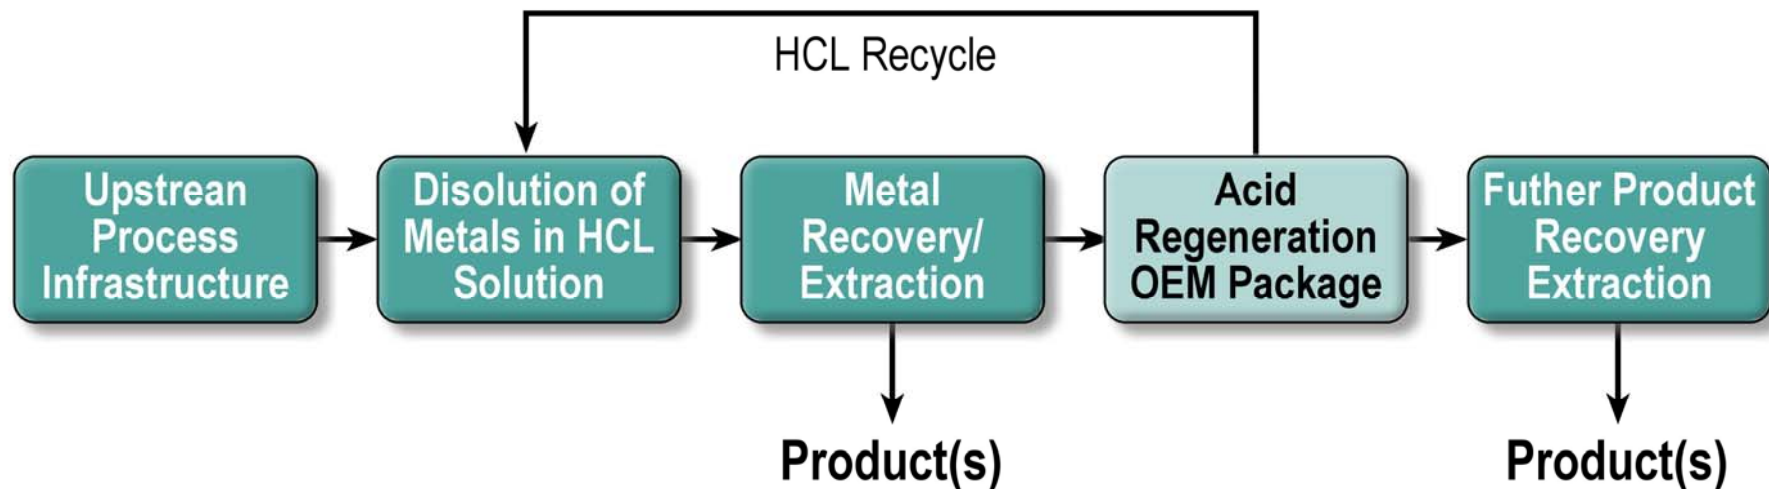 HCL Recycle
Upstrean
Process
Infrastructure
Disolution of
Metals in HCL
Solution
Metal
Recovery/
Extraction
Acid
Regeneration
OEM Package
Futher Product
Recovery
Extraction
Product(s)
Product(s)